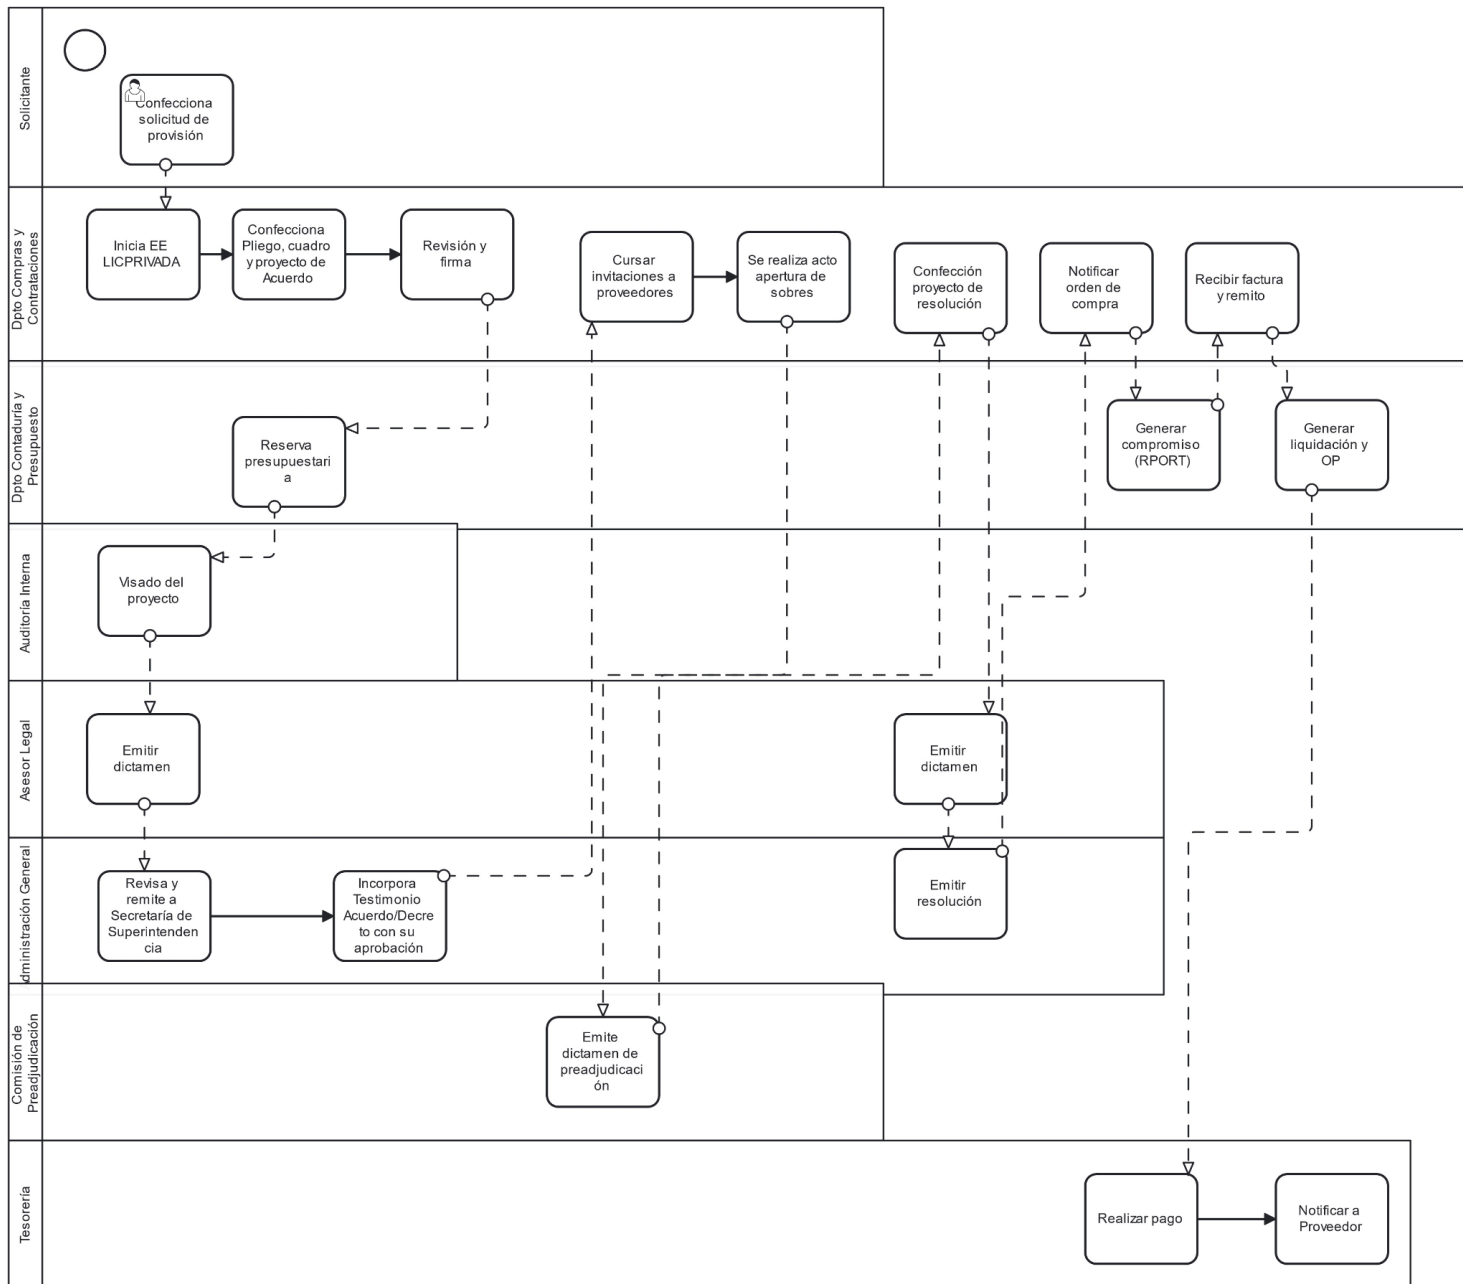 Solicitante
Confecciona
solicitud de
provisión
Dpto Compras y
Contrataciones
Inicia EE
LICPRIVADA
Confecciona
Pliego, cuadro
y proyecto de
Acuerdo
Revisión y
firma
Cursar
invitaciones a
proveedores
Se realiza acto
apertura de
sobres
Confección
proyecto de
resolución
Notificar
orden de
compra
Recibir factura
y remito
Dpto Contaduría y
Presupuesto
Reserva
presupuestari
a
Generar
compromiso
(RPORT)
Generar
liquidación y
OP
Auditoría Interna
Visado del
proyecto
Asesor Legal
Emitir
dictamen
Emitir
dictamen
dministración General
Revisa y
remite a
Secretaría de
Superintenden
cia
Incorpora
Testimonio
Acuerdo/Decre
to con su
aprobación
Emitir
resolución
Comisión de
Preadjudicación
Emite
dictamen de
preadjudicaci
ón
Tesorería
Realizar pago
Notificar a
Proveedor